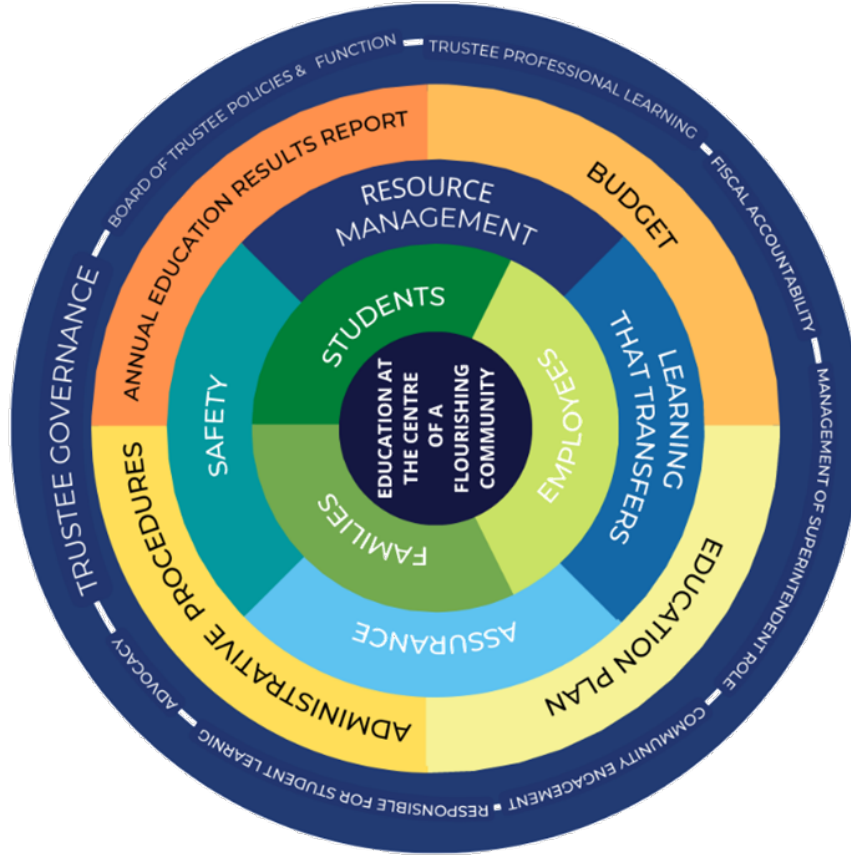 TRUSTEE GOVERNANCE
BOARD OF TRUSTEE POLICIES & FUNCTION
TRUSTEE PROFESSIONAL LEARNING
FISCAL ACCOUNTABILITY
MANAGEMENT OF SUPERINTENDENT ROLE
COMMUNITY ENGAGEMENT
RESPONSIBLE FOR STUDENT LEARNIG
ADVOCACY
ANNUAL EDUCATION RESULTS REPORT
BUDGET
EDUCATION PLAN
ADMINISTRATIVE PROCEDURES
RESOURCE
MANAGEMENT
LEARNING
THAT TRANSFERS
ASSURANCE
SAFETY
STUDENTS
EMPLOYEES
FAMILIES
EDUCATION AT
THE CENTRE
OF A
FLOURISHING
COMMUNITY